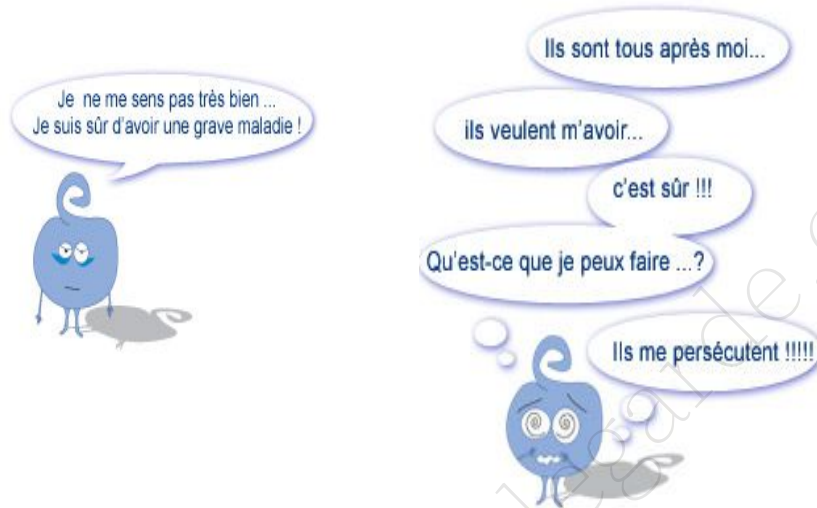 Je ne me sens pas très bien ...
Je suis sûr d'avoir une grave maladie !
Ils sont tous après moi...
ils veulent m'avoir...
c'est sûr !!!
Qu'est-ce que je peux faire ...?
Ils me persécutent !!!!!